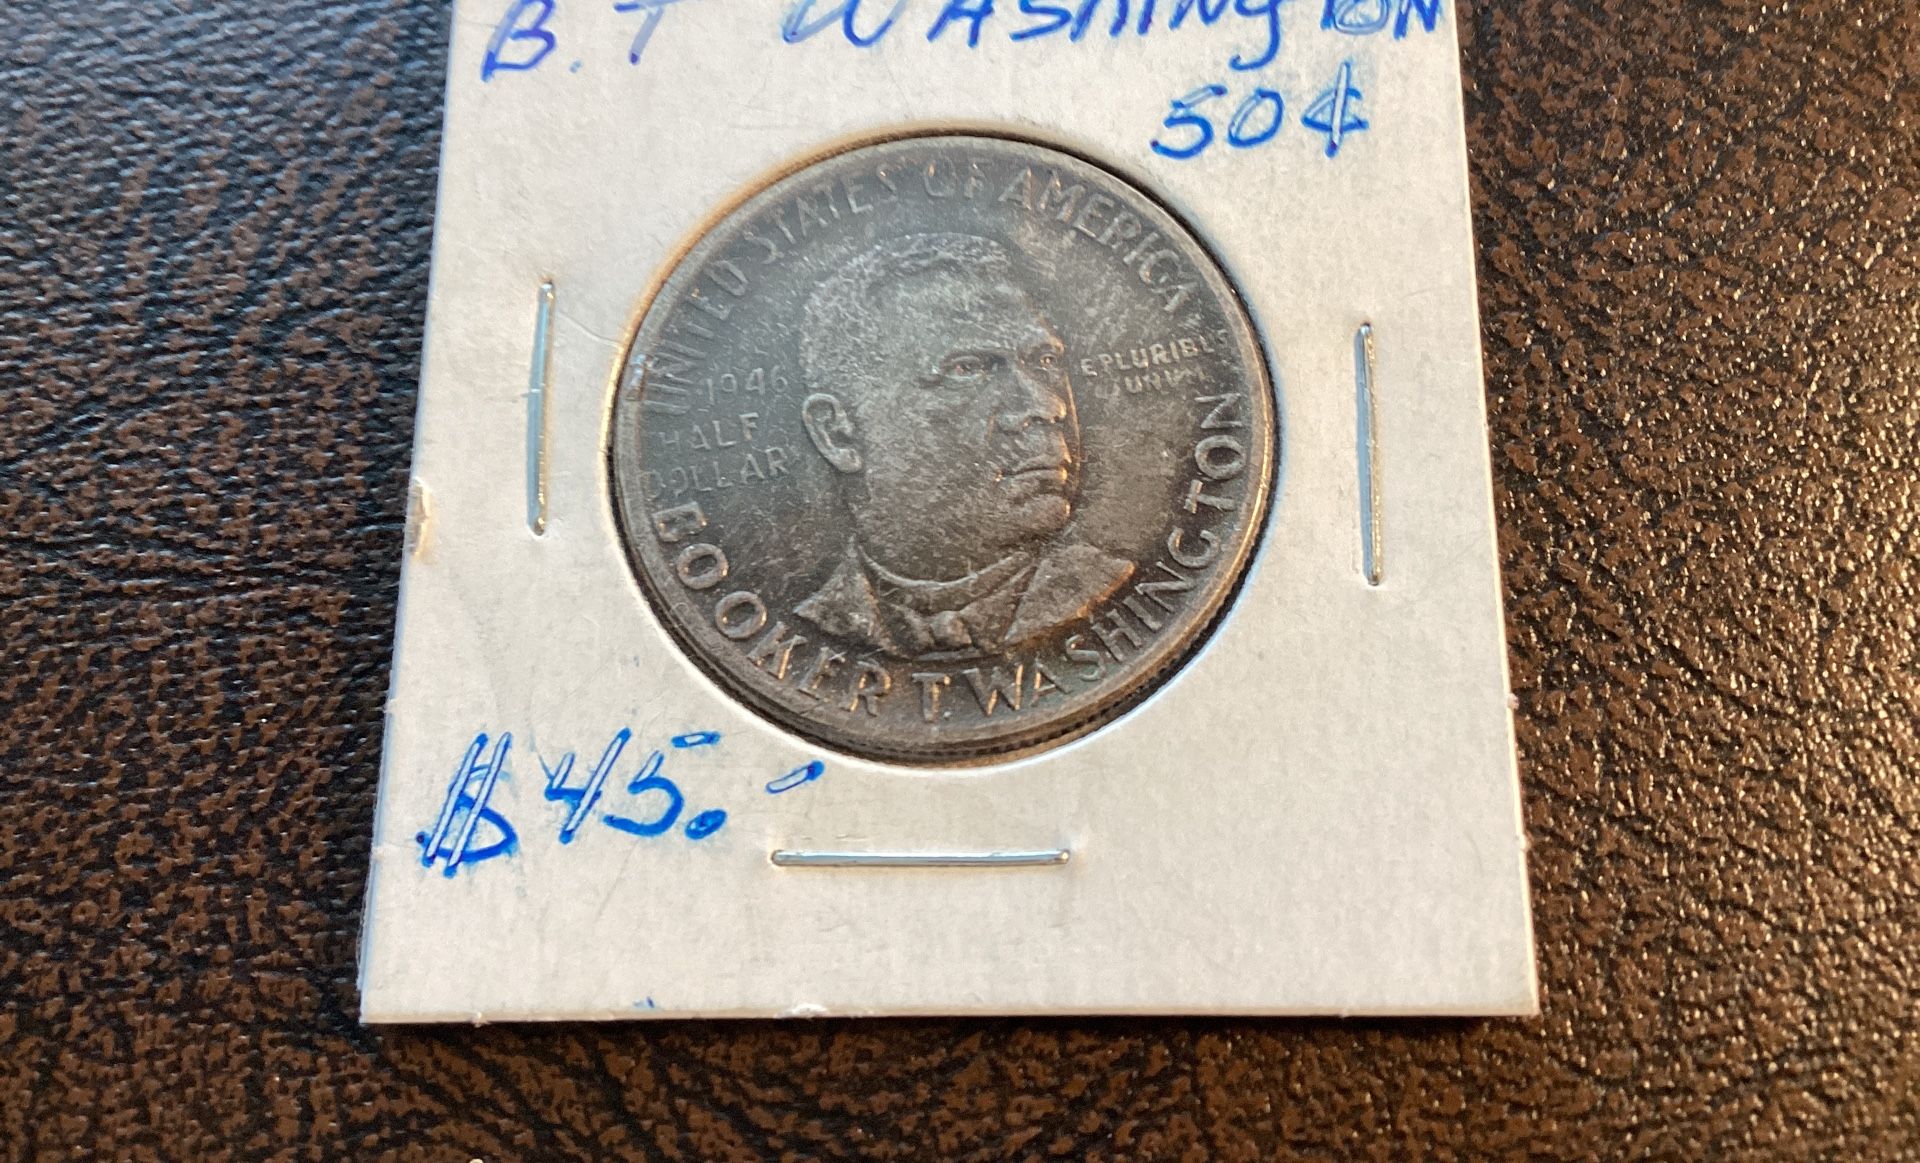 B.T WASHINgTON
50¢
UNITED STATES OF AMERICA
1946
HALF
DOLLAR
E PLURIBUS
UNUM
BOOKER T. WASHINGTON
$45.-